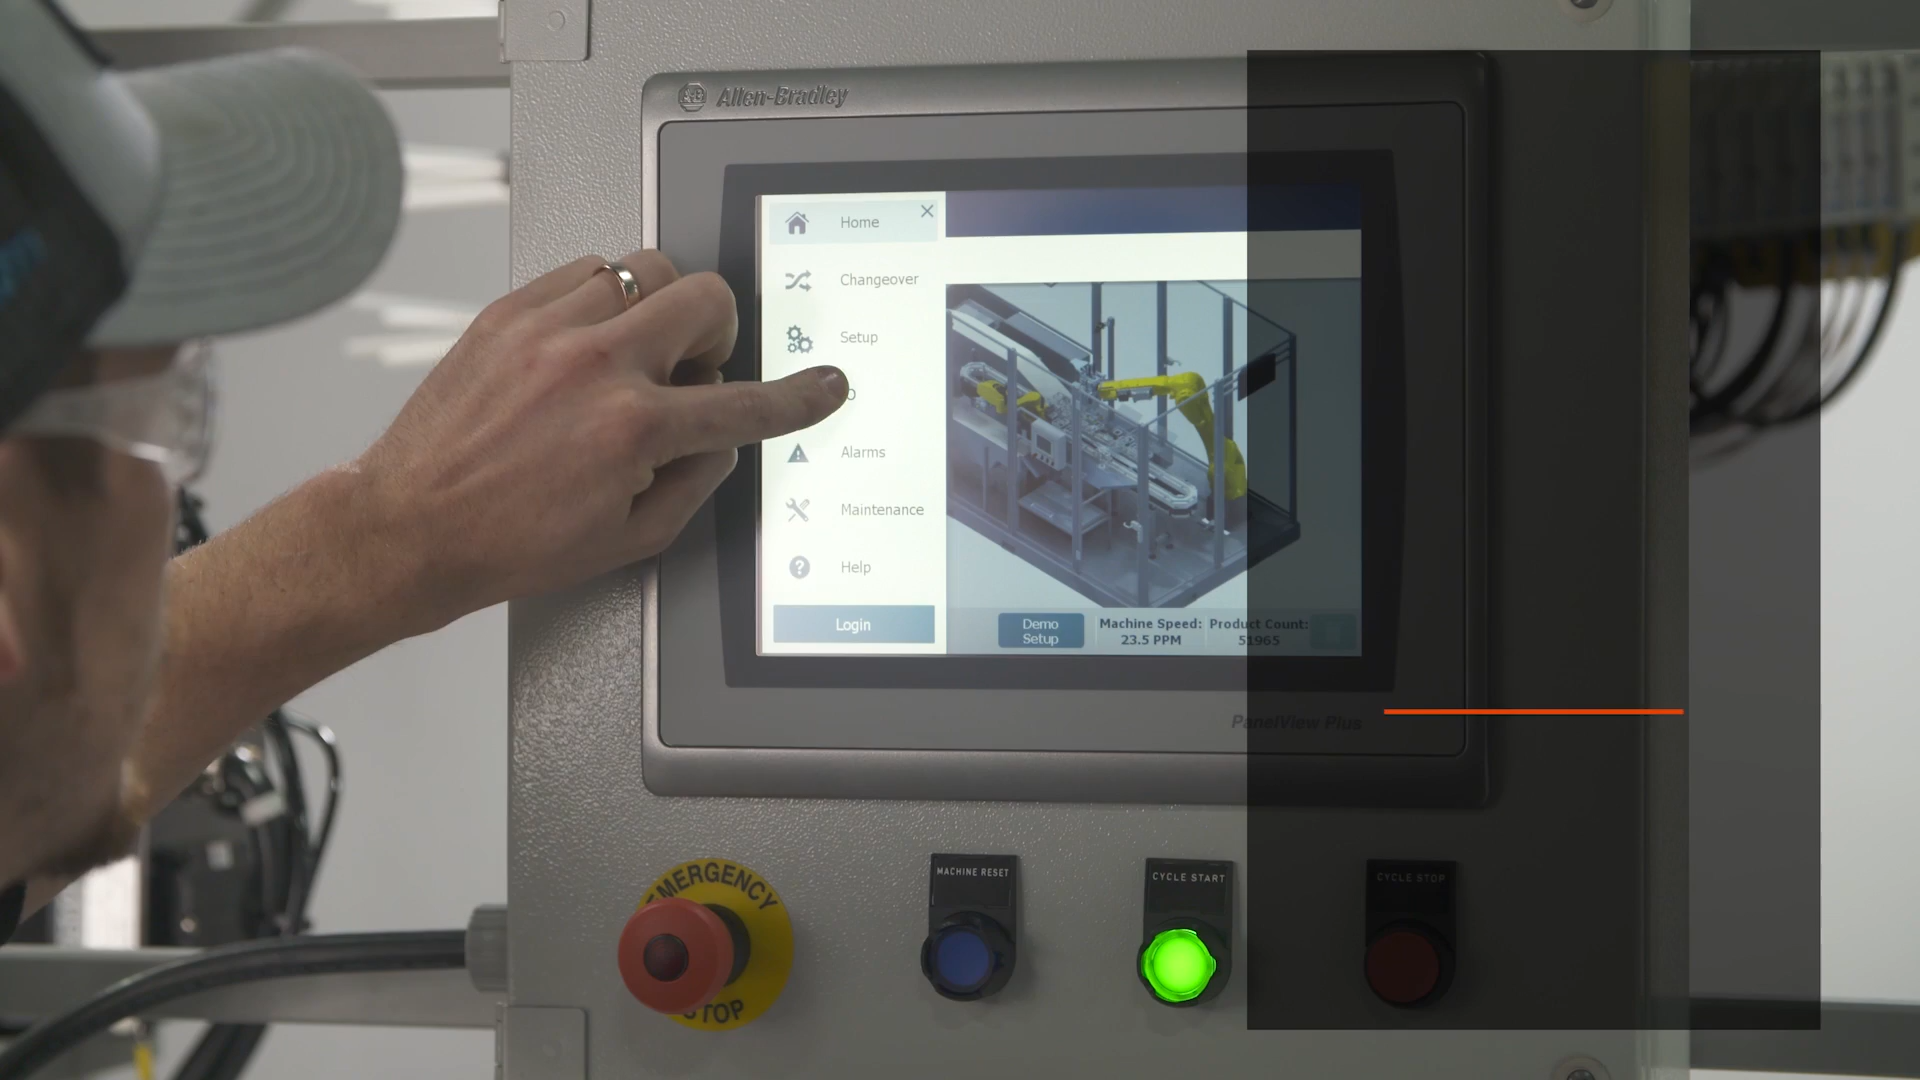 Allen-Bradley
Home
Changeover
Setup
Alarms
Maintenance
Help
Login
Demo
Setup
Machine Speed:
23.5 PPM
Product Count:
51965
PanelView Plus
EMERGENCY
STOP
MACHINE RESET
CYCLE START
CYCLE STOP